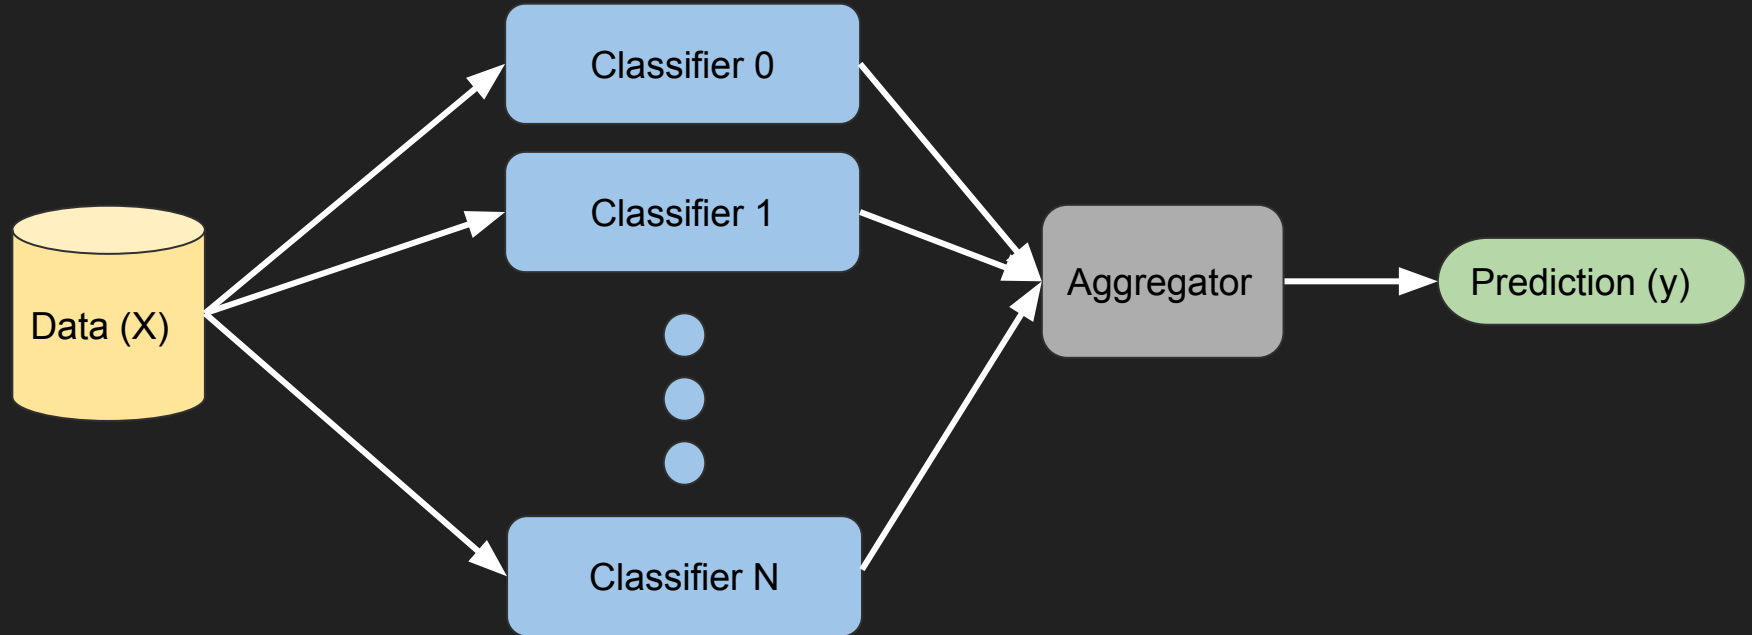 Classifier 0
Classifier 1
Data (X)
Aggregator
Prediction (y)
Classifier N